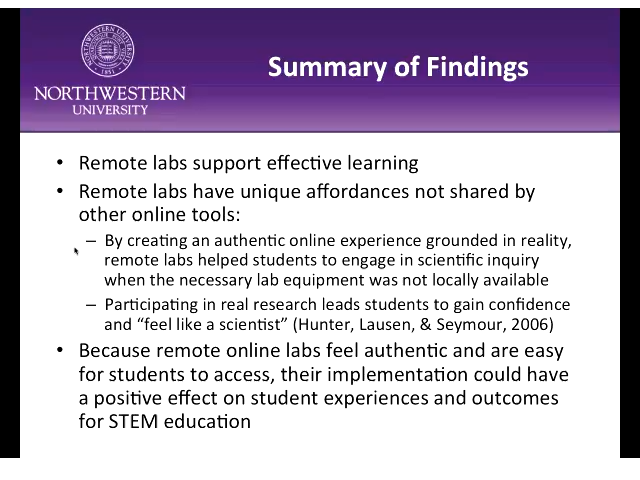 Summary of Findings
NORTHWESTERN
UNIVERSITY
• Remote labs support effective learning
• Remote labs have unique affordances not shared by
other online tools:
– By creating an authentic online experience grounded in reality,
remote labs helped students to engage in scientific inquiry
when the necessary lab equipment was not locally available
– Participating in real research leads students to gain confidence
and “feel like a scientist” (Hunter, Lausen, & Seymour, 2006)
• Because remote online labs feel authentic and are easy
for students to access, their implementation could have
a positive effect on student experiences and outcomes
for STEM education